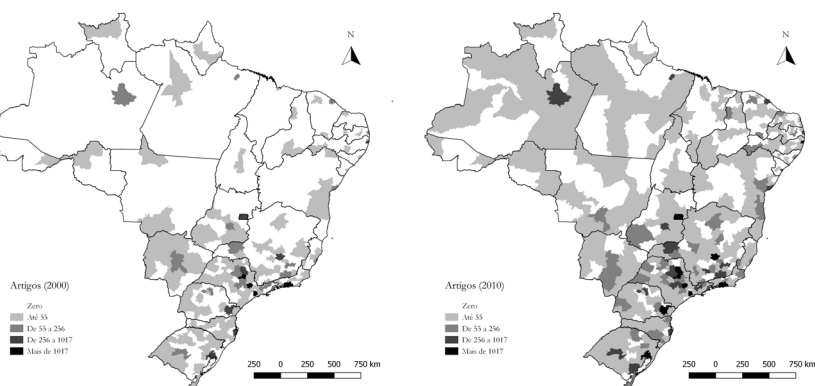 N
Artigos (2000)
Zero
Até 55
De 55 a 256
De 256 a 1017
Mais de 1017
250 0 250 500 750 km
N
Artigos (2010)
Zero
Até 55
De 55 a 256
De 256 a 1017
Mais de 1017
250 0 250 500 750 km